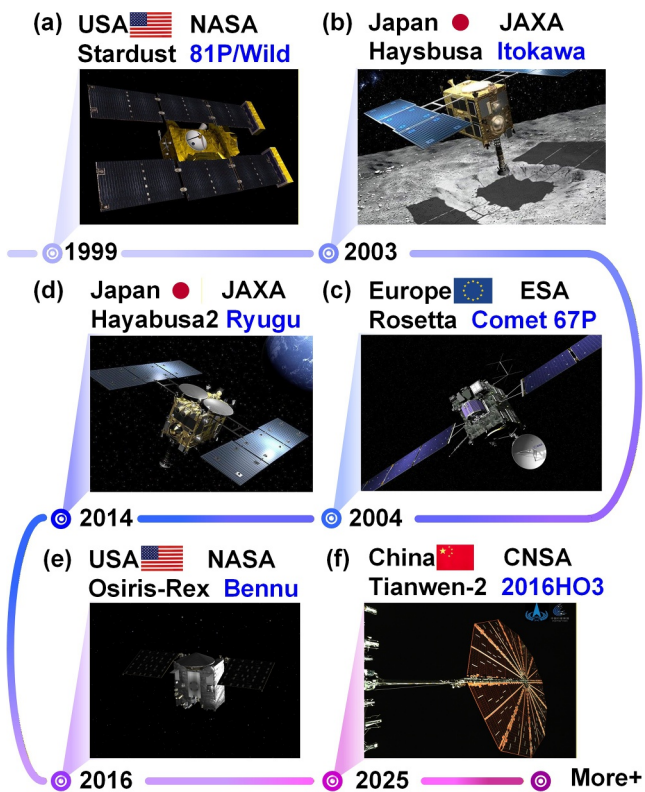 (a) USA NASA
Stardust 81P/Wild
(b) Japan JAXA
Haysbusa Itokawa
1999
2003
(d) Japan JAXA
Hayabusa2 Ryugu
(c) Europe ESA
Rosetta Comet 67P
2014
2004
(e) USA NASA
Osiris-Rex Bennu
(f) China CNSA
Tianwen-2 2016HO3
2016
2025
More+